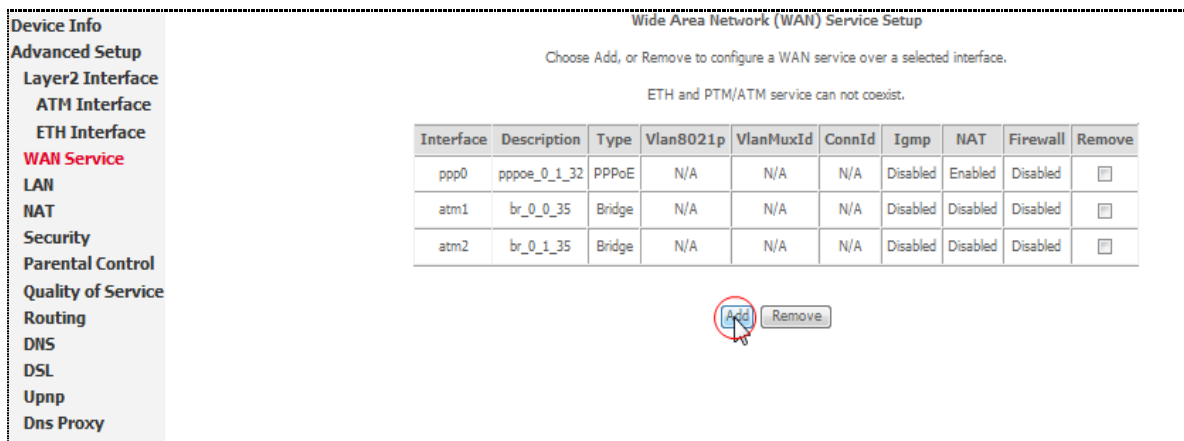 Device Info
Advanced Setup
Layer2 Interface
ATM Interface
ETH Interface
WAN Service
LAN
NAT
Security
Parental Control
Quality of Service
Routing
DNS
DSL
Upnp
Dns Proxy
Wide Area Network (WAN) Service Setup
Choose Add, or Remove to configure a WAN service over a selected interface.
ETH and PTM/ATM service can not coexist.
Interface Description Type Vlan8021p VlanMuxId ConnId Igmp NAT Firewall Remove
ppp0 pppoe_0_1_32 PPPoE N/A N/A N/A Disabled Enabled Disabled
atm1 br_0_0_35 Bridge N/A N/A N/A Disabled Disabled Disabled
atm2 br_0_1_35 Bridge N/A N/A N/A Disabled Disabled Disabled
Add Remove